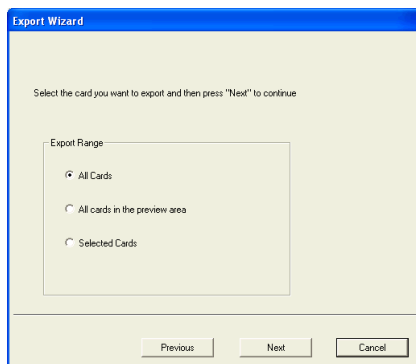 Export Wizard
Select the card you want to export and then press "Next" to continue
Export Range
All Cards
All cards in the preview area
Selected Cards
Previous Next Cancel